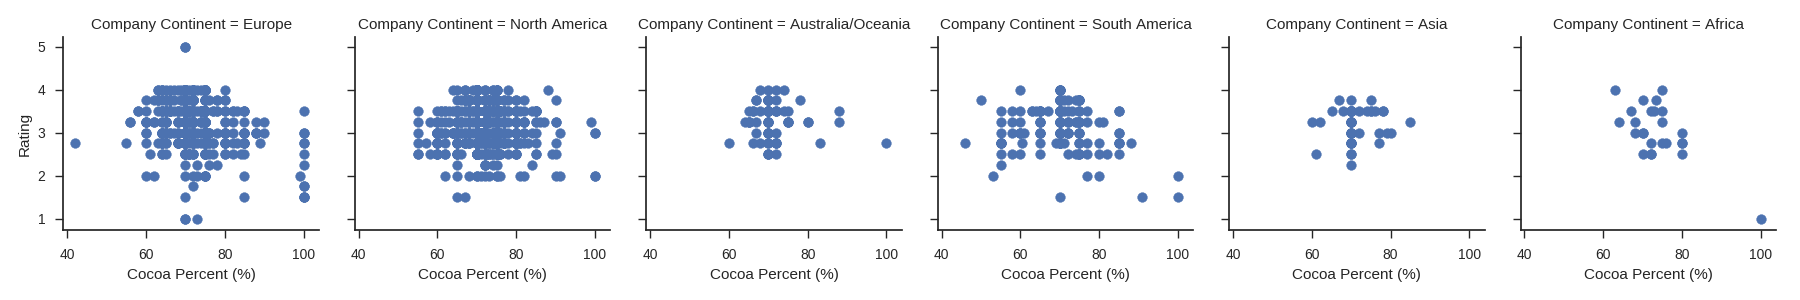 Company Continent = Europe
Company Continent = North America
Company Continent = Australia/Oceania
Company Continent = South America
Company Continent = Asia
Company Continent = Africa
5
4
3
2
1
Rating
40 60 80 100
40 60 80 100
40 60 80 100
40 60 80 100
40 60 80 100
40 60 80 100
Cocoa Percent (%)
Cocoa Percent (%)
Cocoa Percent (%)
Cocoa Percent (%)
Cocoa Percent (%)
Cocoa Percent (%)